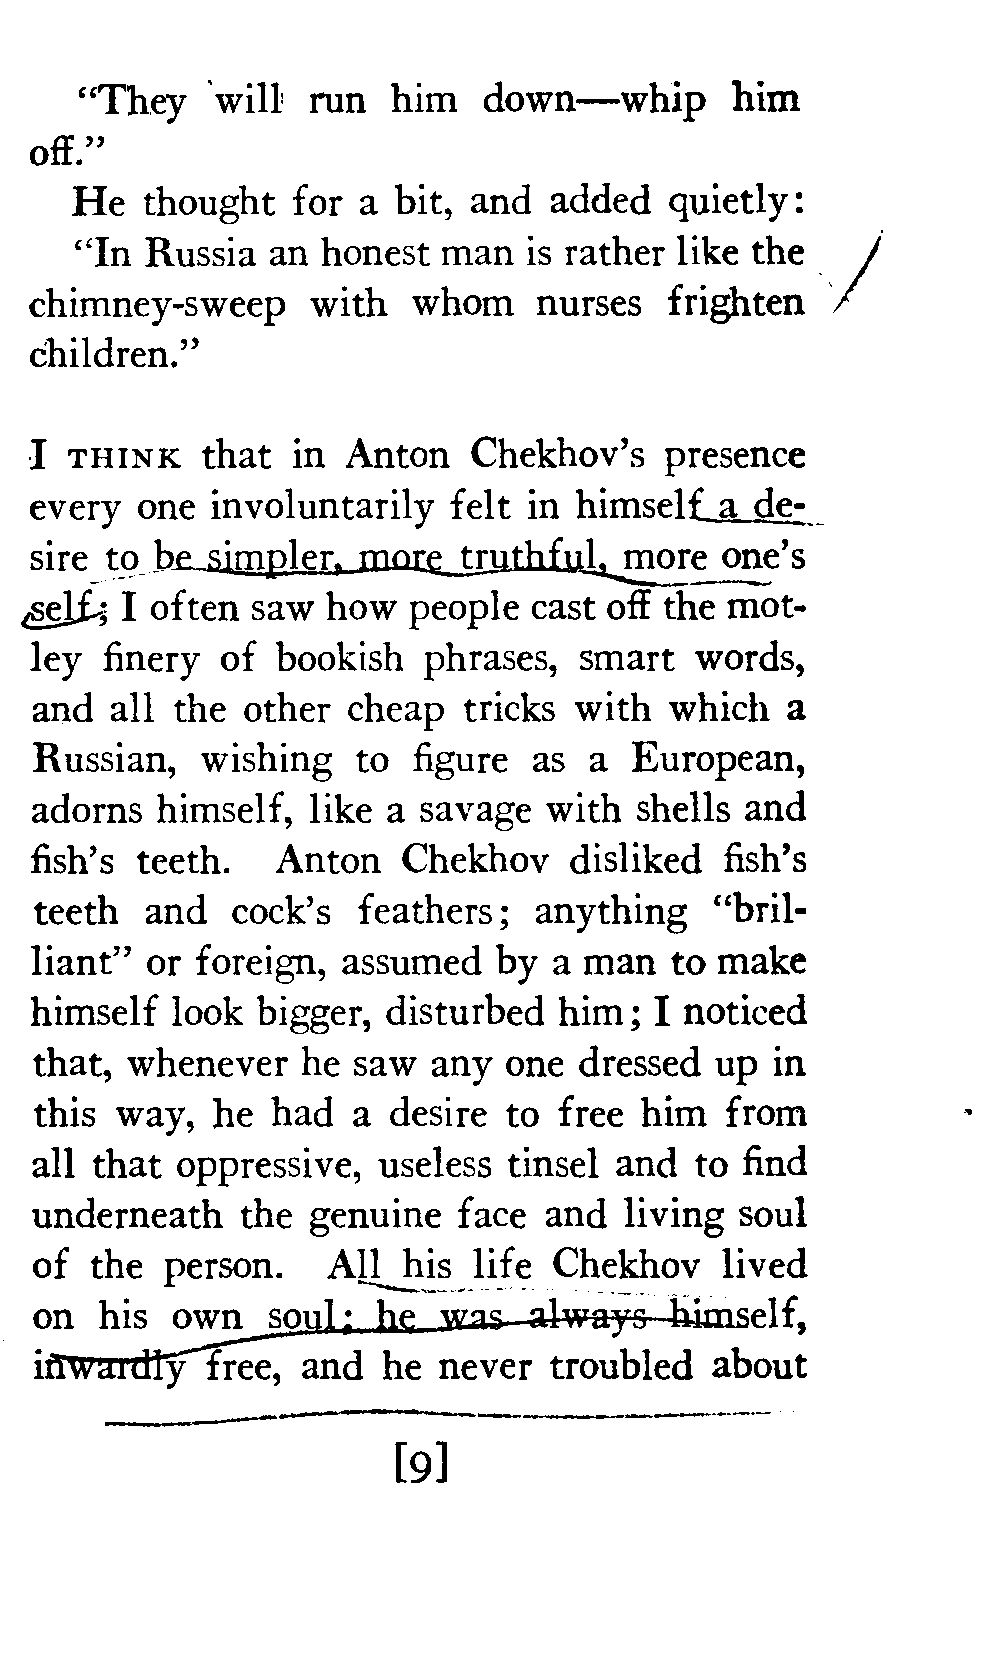 “They will run him down—whip him
off.”
He thought for a bit, and added quietly:
“In Russia an honest man is rather like the
chimney-sweep with whom nurses frighten
children.”
I THINK that in Anton Chekhov’s presence
every one involuntarily felt in himself a de-
sire to be simpler, more truthful, more one’s
self; I often saw how people cast off the mot-
ley finery of bookish phrases, smart words,
and all the other cheap tricks with which a
Russian, wishing to figure as a European,
adorns himself, like a savage with shells and
fish’s teeth. Anton Chekhov disliked fish’s
teeth and cock’s feathers; anything “bril-
liant” or foreign, assumed by a man to make
himself look bigger, disturbed him; I noticed
that, whenever he saw any one dressed up in
this way, he had a desire to free him from
all that oppressive, useless tinsel and to find
underneath the genuine face and living soul
of the person. All his life Chekhov lived
on his own soul; he was always himself,
inwardly free, and he never troubled about
[9]